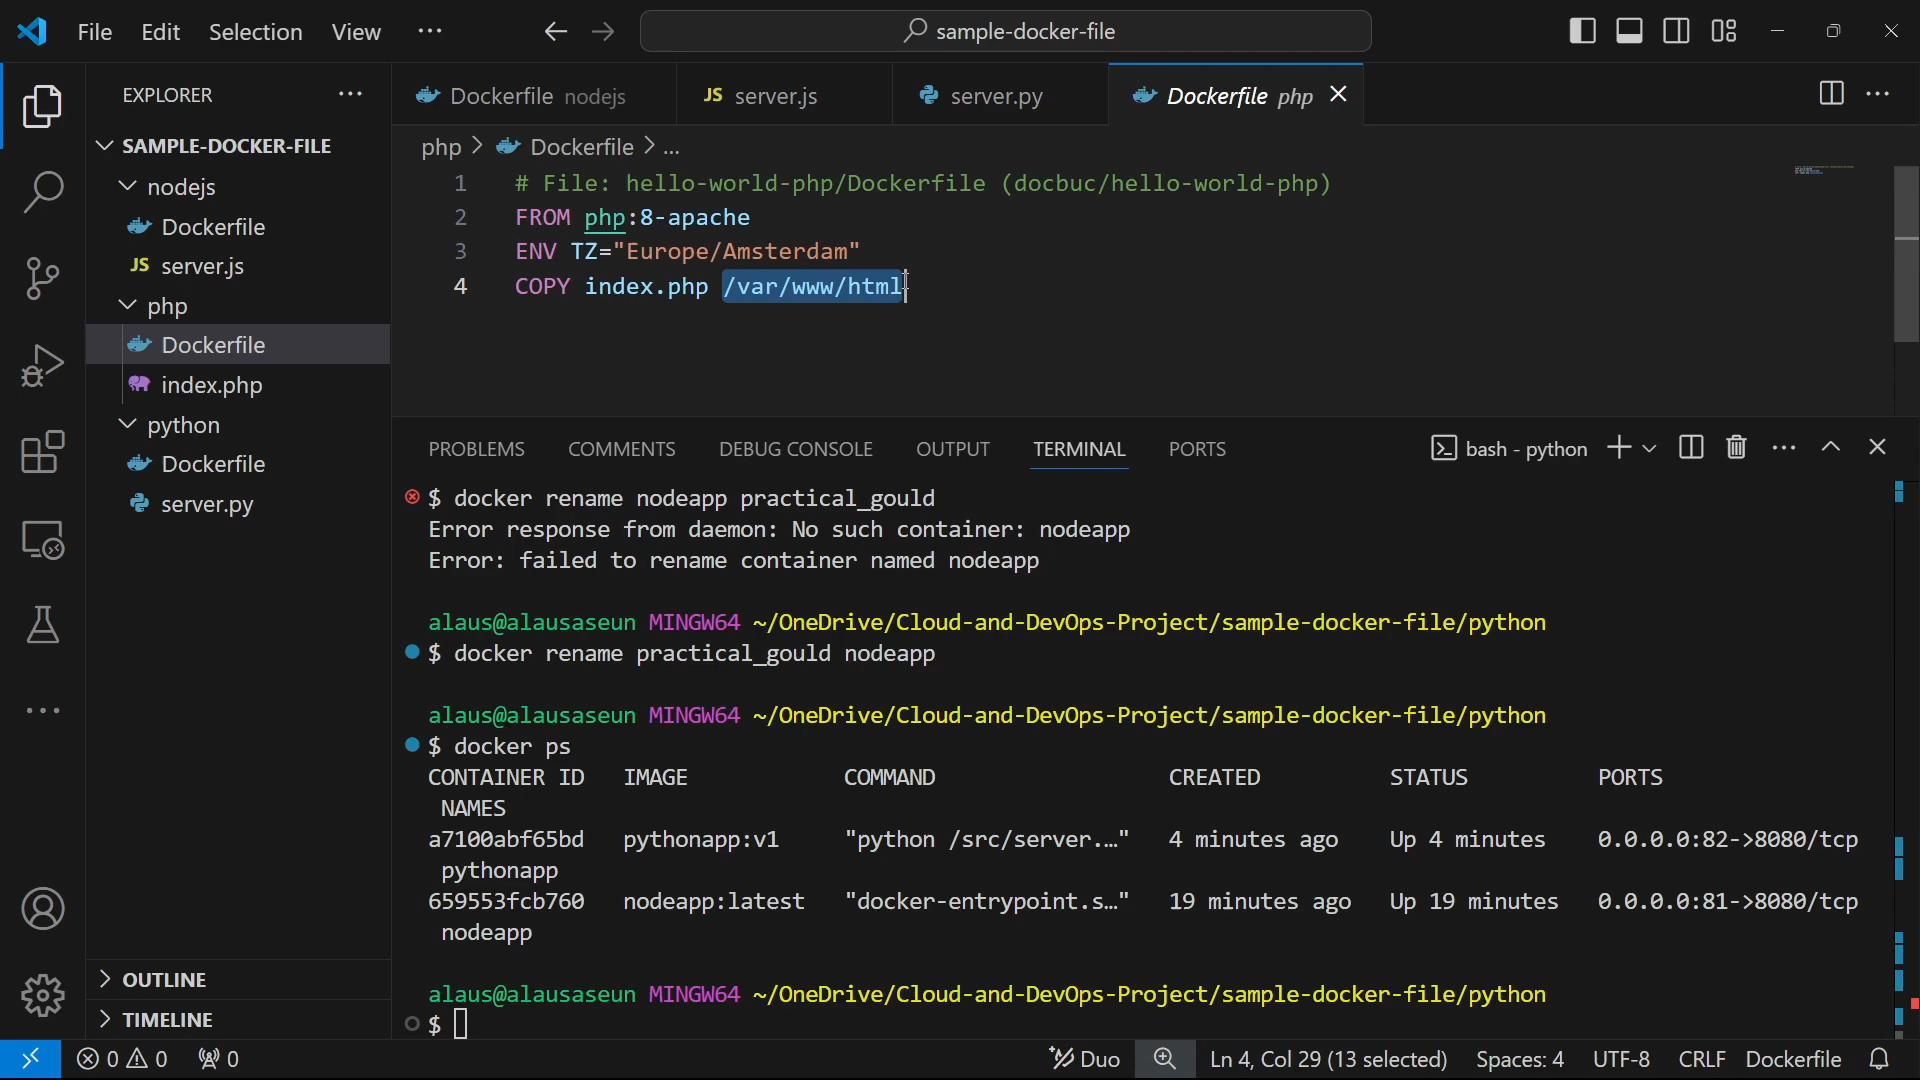 File Edit Selection View ··· sample-docker-file
EXPLORER ···
SAMPLE-DOCKER-FILE
nodejs
Dockerfile
JS server.js
php
Dockerfile
index.php
python
Dockerfile
server.py
OUTLINE
TIMELINE
Dockerfile nodejs
JS server.js
server.py
Dockerfile php
php > Dockerfile > ...
1 # File: hello-world-php/Dockerfile (docbuc/hello-world-php)
2 FROM php:8-apache
3 ENV TZ="Europe/Amsterdam"
4 COPY index.php /var/www/html
PROBLEMS COMMENTS DEBUG CONSOLE OUTPUT TERMINAL PORTS bash - python
$ docker rename nodeapp practical_gould
Error response from daemon: No such container: nodeapp
Error: failed to rename container named nodeapp
alaus@alausaseun MINGW64 ~/OneDrive/Cloud-and-DevOps-Project/sample-docker-file/python
$ docker rename practical_gould nodeapp
alaus@alausaseun MINGW64 ~/OneDrive/Cloud-and-DevOps-Project/sample-docker-file/python
$ docker ps
CONTAINER ID IMAGE COMMAND CREATED STATUS PORTS
NAMES
a7100abf65bd pythonapp:v1 "python /src/server.…" 4 minutes ago Up 4 minutes 0.0.0.0:82->8080/tcp
pythonapp
659553fcb760 nodeapp:latest "docker-entrypoint.s…" 19 minutes ago Up 19 minutes 0.0.0.0:81->8080/tcp
nodeapp
alaus@alausaseun MINGW64 ~/OneDrive/Cloud-and-DevOps-Project/sample-docker-file/python
$
0 0 0 Duo Ln 4, Col 29 (13 selected) Spaces: 4 UTF-8 CRLF Dockerfile